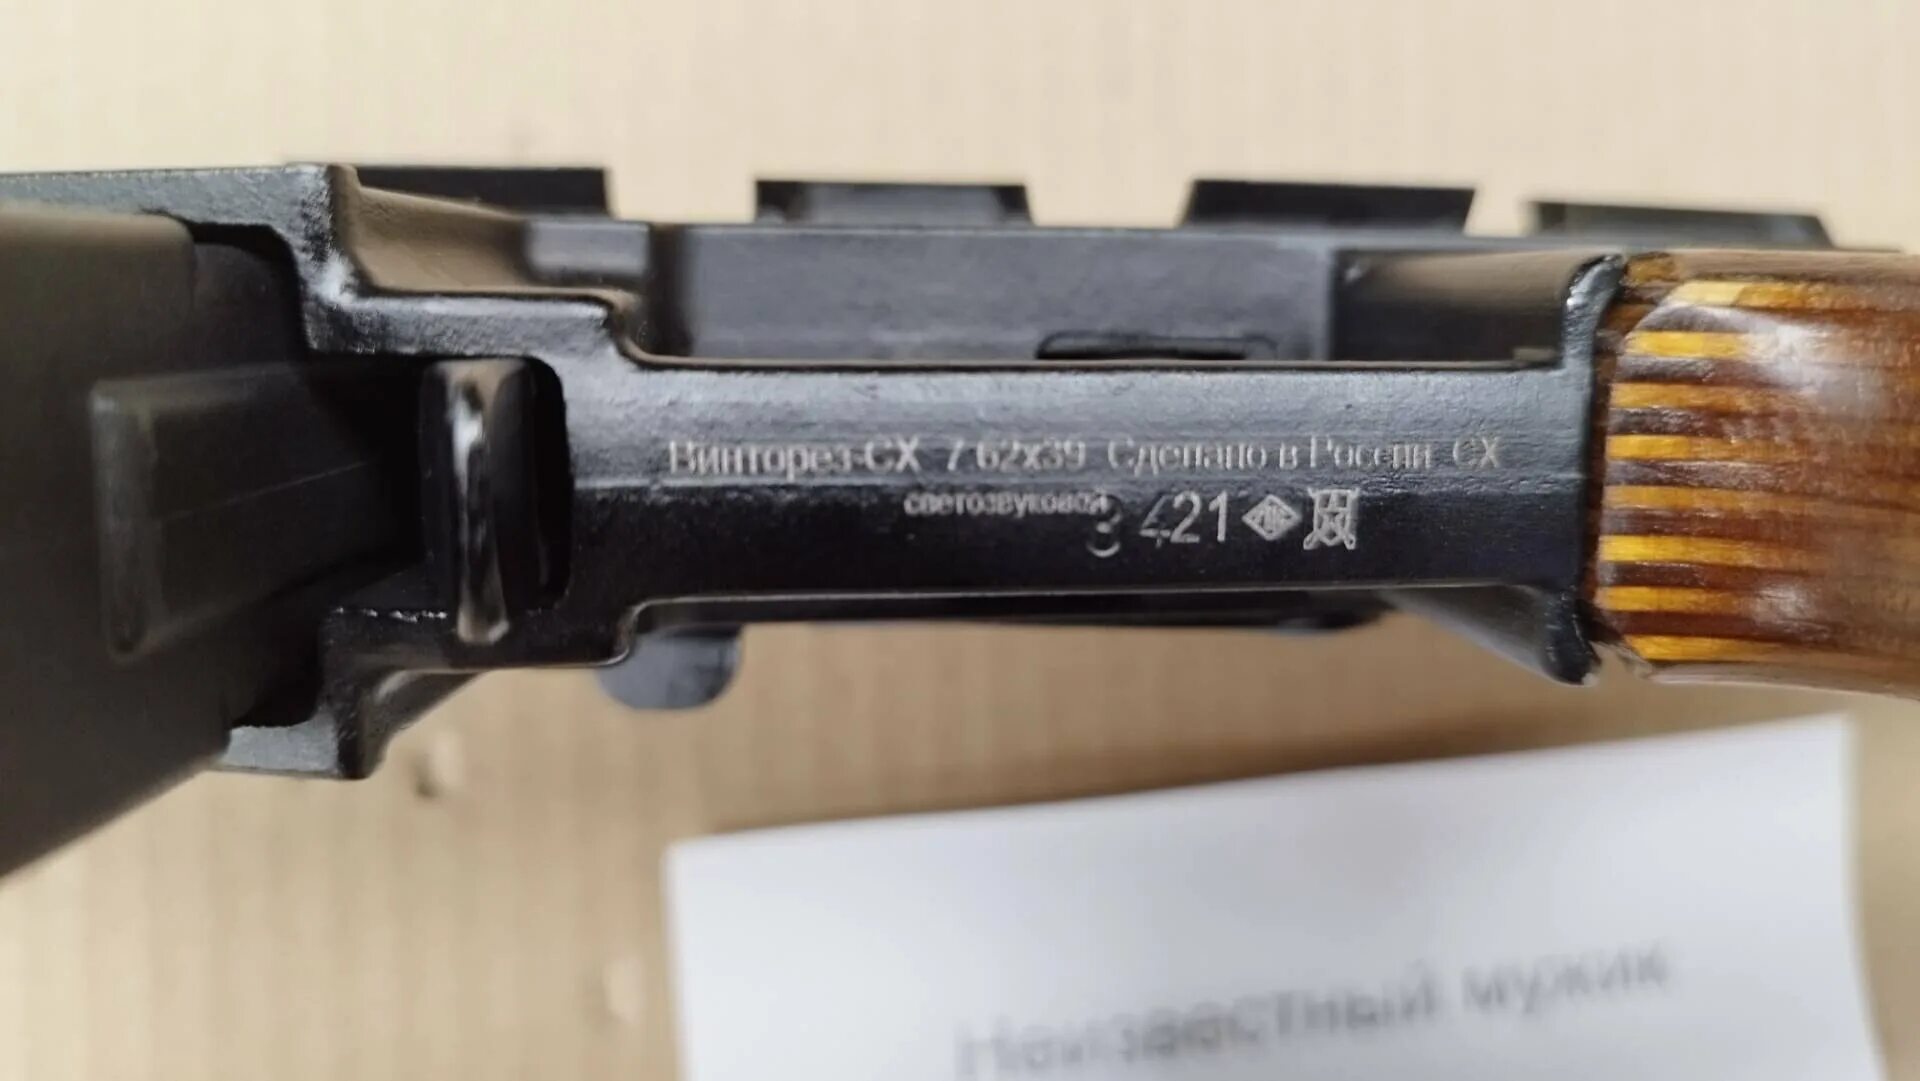 Винторез-СХ 7,62х39 Сделано в России СХ
светозвуковой
3 421
Неизвестный мужик